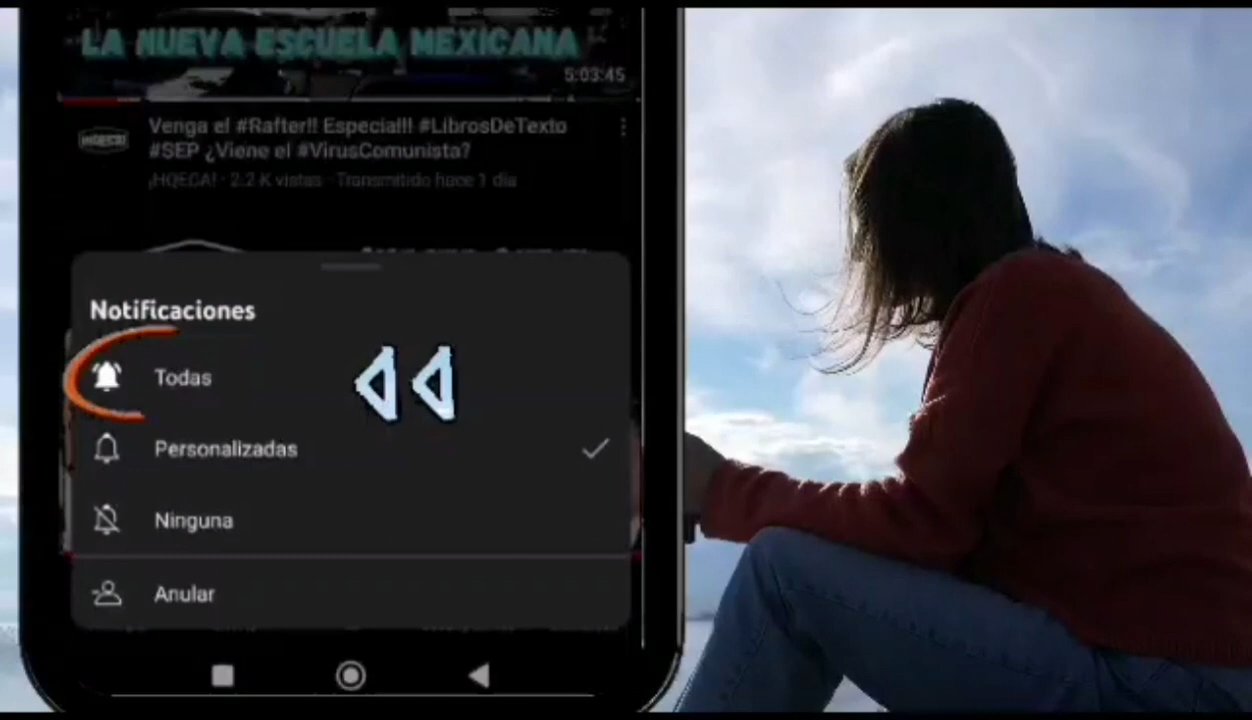 LA NUEVA ESCUELA MEXICANA
5:03:45
Venga el #Rafter!! Especial!! #LibrosDeTexto
#SEP ¿Viene el #VirusComunista?
¡HQECA! · 2.2 K vistas · Transmitido hace 1 día
Notificaciones
Todas
Personalizadas
Ninguna
Anular